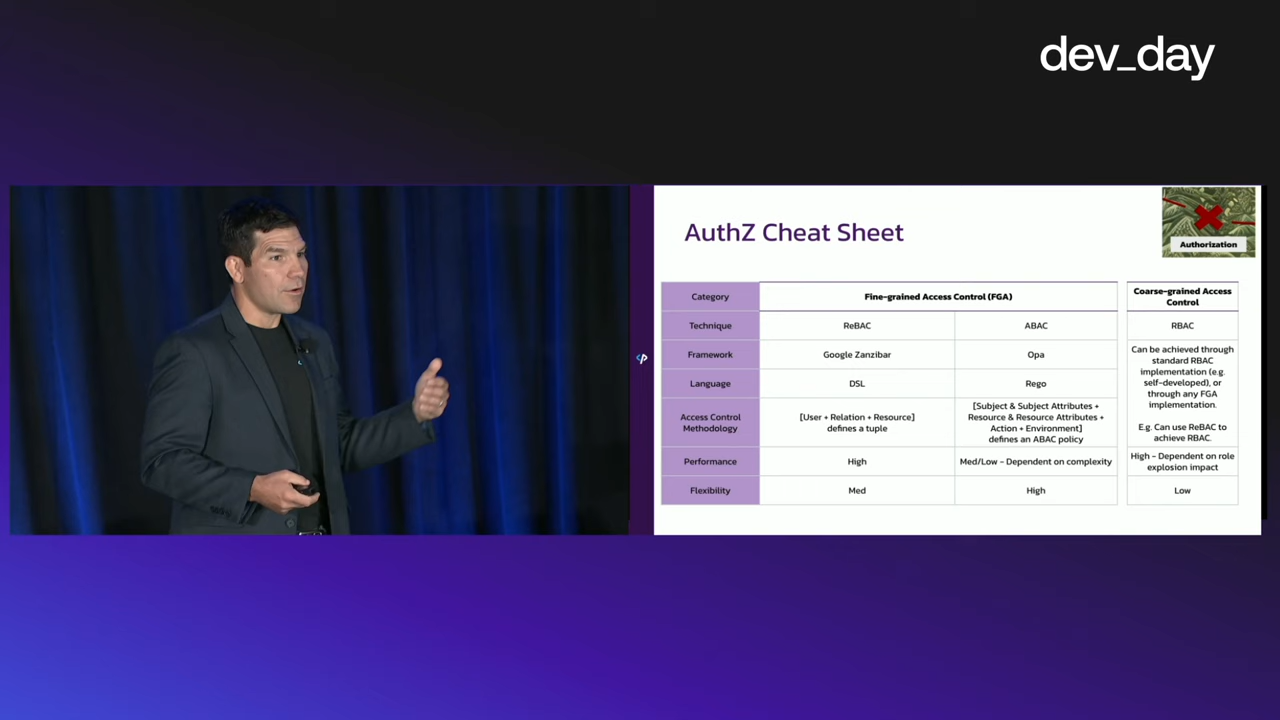 dev_day
AuthZ Cheat Sheet
Authorization
Category
Fine-grained Access Control (FGA)
Coarse-grained Access
Control
Technique
ReBAC
ABAC
RBAC
Framework
Google Zanzibar
Opa
Can be achieved through
standard RBAC
implementation (e.g.
self-developed), or
through any FGA
implementation.
E.g. Can use ReBAC to
achieve RBAC.
Language
DSL
Rego
Access Control
Methodology
[User + Relation + Resource]
defines a tuple
[Subject & Subject Attributes +
Resource & Resource Attributes +
Action + Environment]
defines an ABAC policy
Performance
High
Med/Low - Dependent on complexity
High - Dependent on role
explosion impact
Flexibility
Med
High
Low